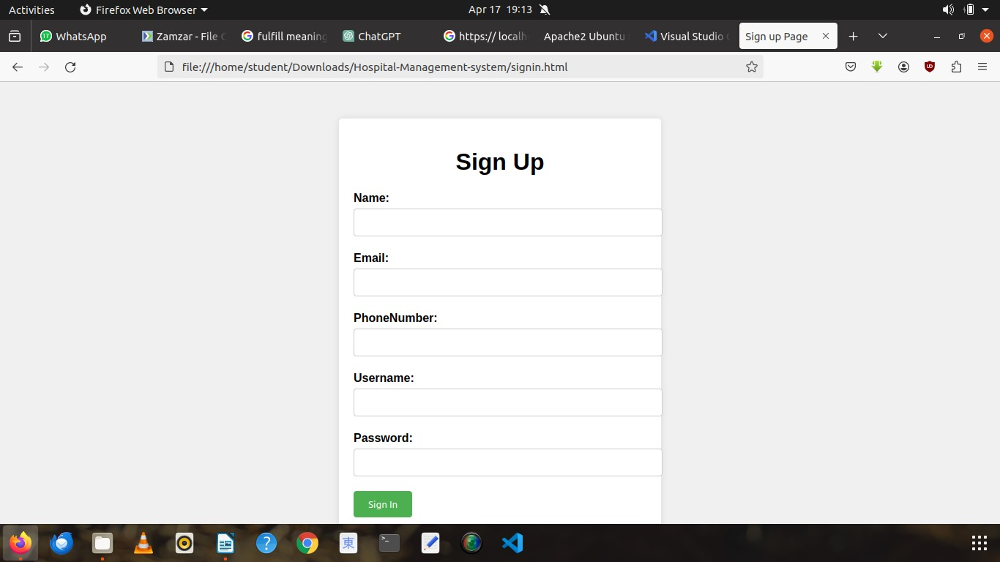 Activities Firefox Web Browser Apr 17 19:13
17 WhatsApp Zamzar - File C fulfill meaning ChatGPT https:// localh Apache2 Ubuntu Visual Studio C Sign up Page
file:///home/student/Downloads/Hospital-Management-system/signin.html
Sign Up
Name:
Email:
PhoneNumber:
Username:
Password:
Sign In
東